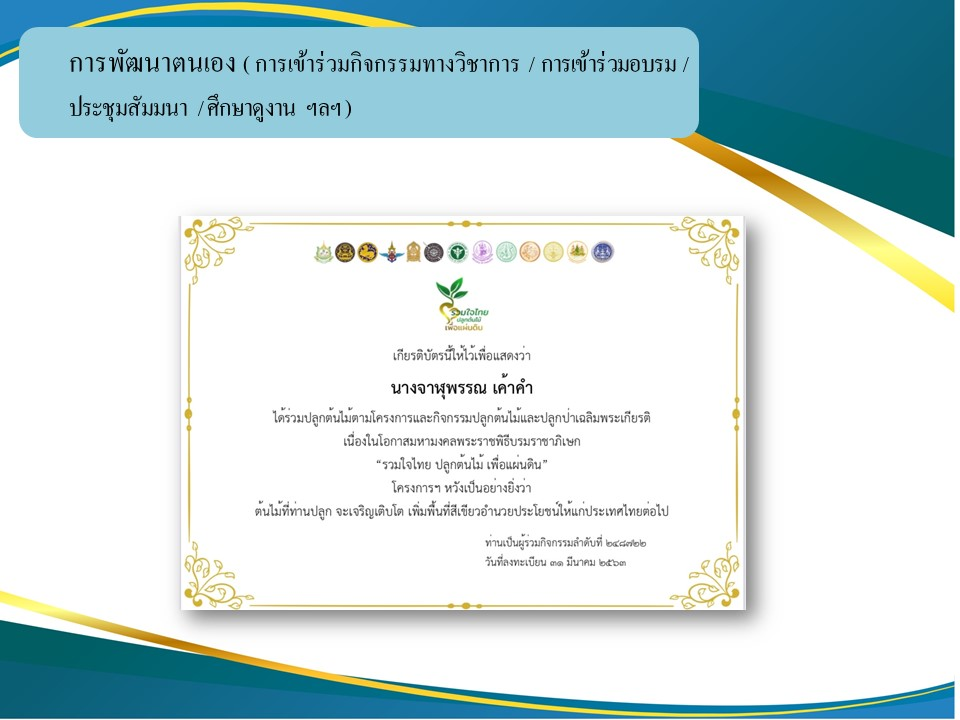 การพัฒนาตนเอง ( การเข้าร่วมกิจกรรมทางวิชาการ / การเข้าร่วมอบรม /
ประชุมสัมมนา /ศึกษาดูงาน ฯลฯ)
รวมใจไทย
ปลูกต้นไม้
เพื่อแผ่นดิน
เกียรติบัตรนี้ให้ไว้เพื่อแสดงว่า
นางจาฬุพรรณ เค้าคำ
ได้ร่วมปลูกต้นไม้ตามโครงการและกิจกรรมปลูกต้นไม้และปลูกป่าเฉลิมพระเกียรติ
เนื่องในโอกาสมหามงคลพระราชพิธีบรมราชาภิเษก
“รวมใจไทย ปลูกต้นไม้ เพื่อแผ่นดิน”
โครงการฯ หวังเป็นอย่างยิ่งว่า
ต้นไม้ที่ท่านปลูก จะเจริญเติบโต เพิ่มพื้นที่สีเขียวอำนวยประโยชน์ให้แก่ประเทศไทยต่อไป
ท่านเป็นผู้ร่วมกิจกรรมลำดับที่ ๒๔๘๗๒๒
วันที่ลงทะเบียน ๓๑ มีนาคม ๒๕๖๓